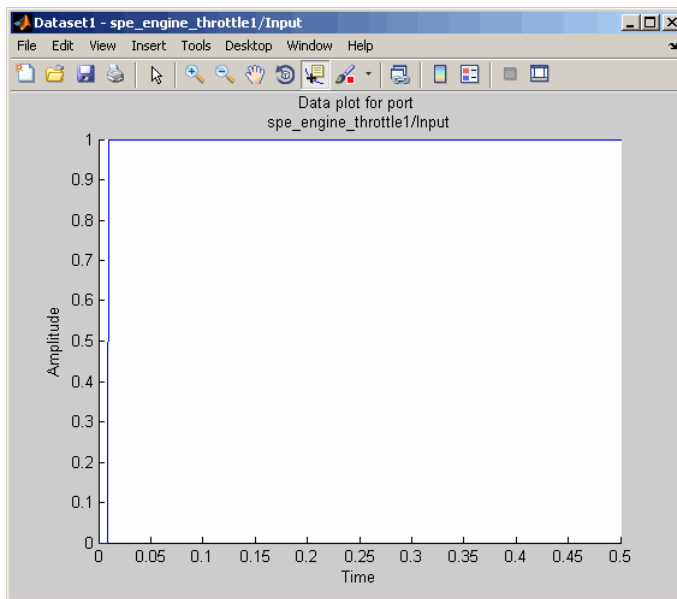 Dataset1 - spe_engine_throttle1/Input
File Edit View Insert Tools Desktop Window Help
Data plot for port
spe_engine_throttle1/Input
1
0.9
0.8
0.7
0.6
0.5
0.4
0.3
0.2
0.1
0
Amplitude
0 0.05 0.1 0.15 0.2 0.25 0.3 0.35 0.4 0.45 0.5
Time